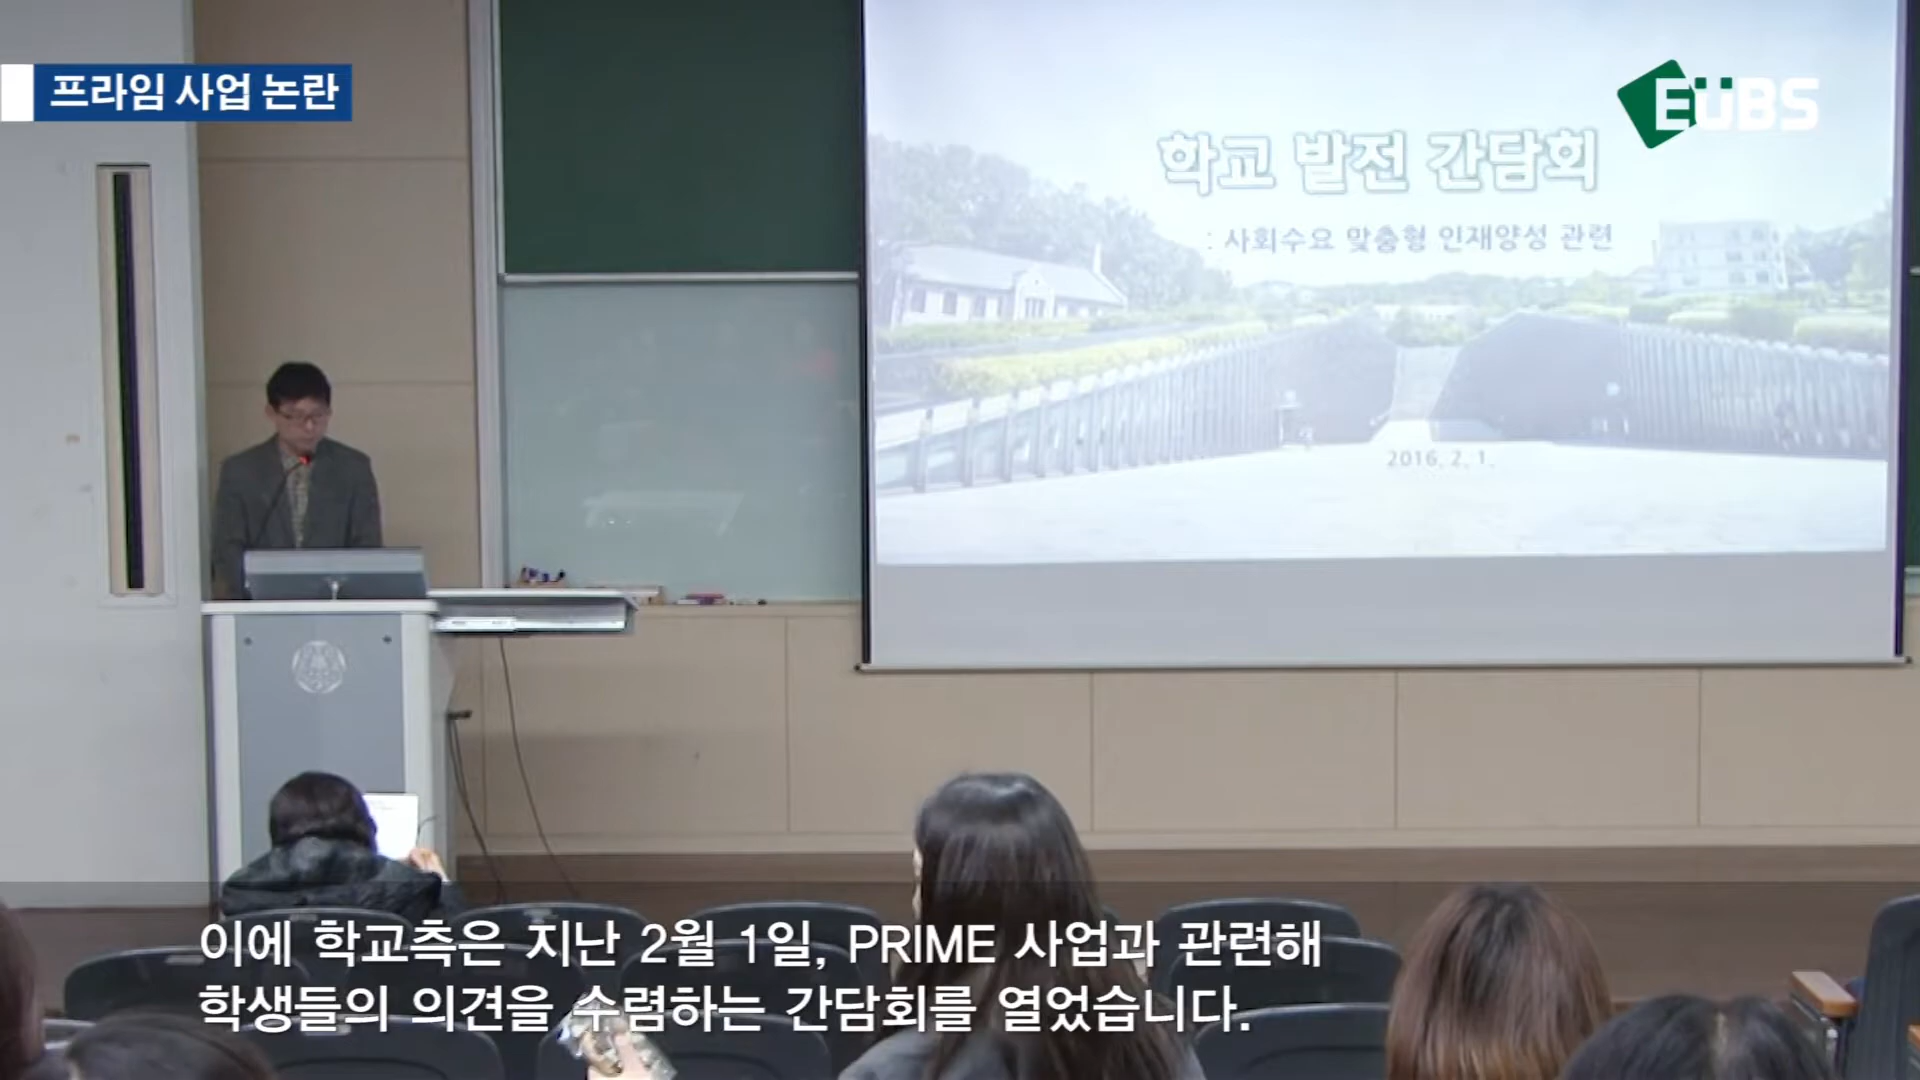 프라임 사업 논란
EUBS
학교 발전 간담회
: 사회수요 맞춤형 인재양성 관련
2016. 2. 1.
이에 학교측은 지난 2월 1일, PRIME 사업과 관련해
학생들의 의견을 수렴하는 간담회를 열었습니다.